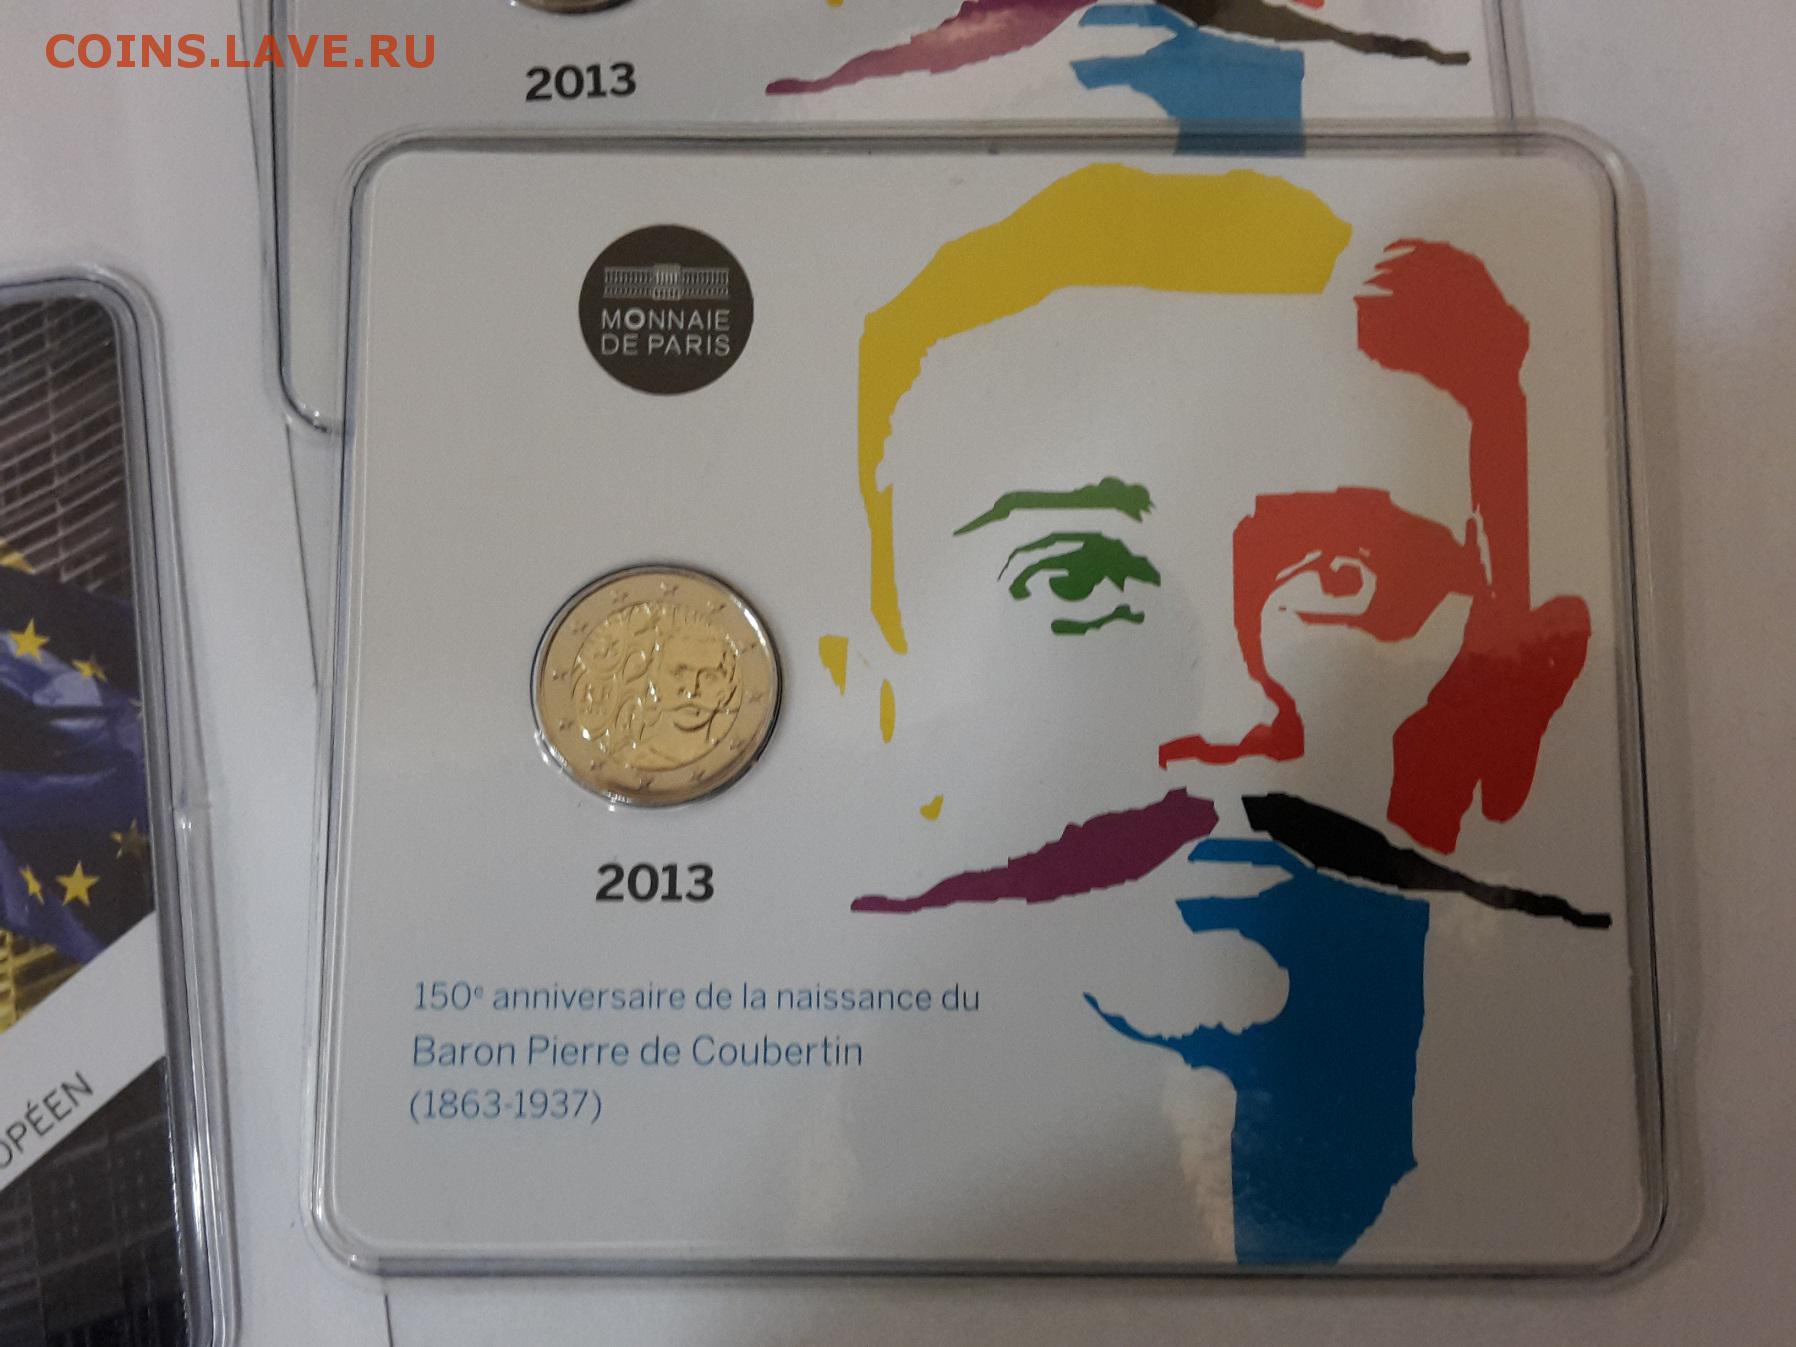 COINS.LAVE.RU
2013
MONNAIE
DE PARIS
2013
150e anniversaire de la naissance du
Baron Pierre de Coubertin
(1863-1937)
OPÉEN